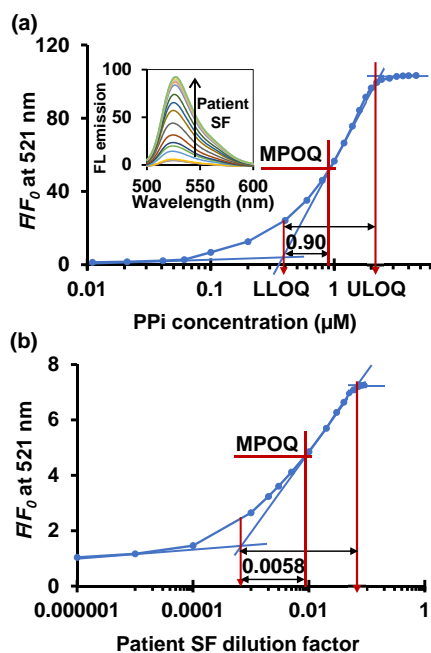 (a)
120
80
40
0
F/F0 at 521 nm
100
50
0
FL emission
Patient
SF
500 550 600
Wavelength (nm)
MPOQ
0.90
0.01 0.1 1
LLOQ ULOQ
PPi concentration (µM)
(b)
8
6
4
2
0
F/F0 at 521 nm
MPOQ
0.0058
0.000001 0.0001 0.01 1
Patient SF dilution factor